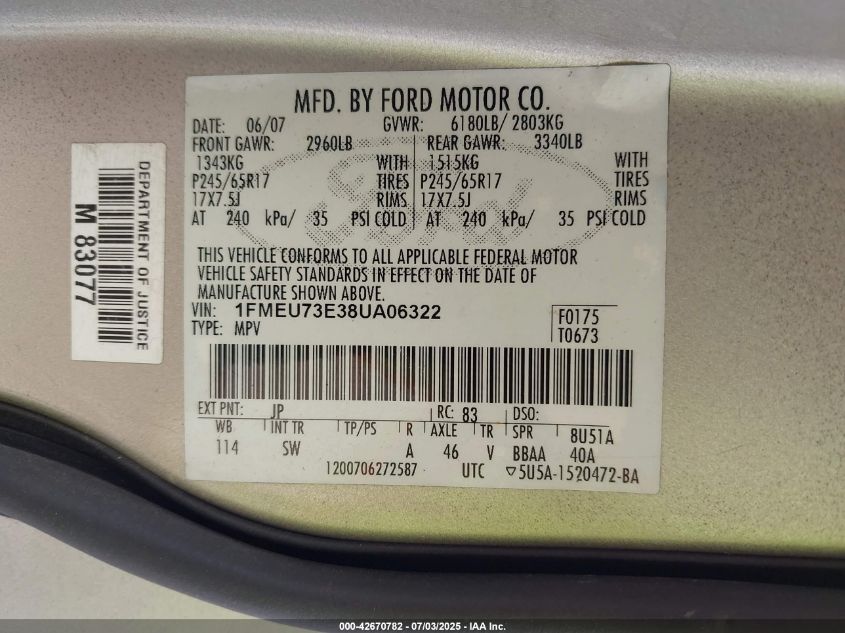 MFD. BY FORD MOTOR CO.
DATE: 06/07 GVWR: 6180LB/ 2803KG
FRONT GAWR: 2960LB REAR GAWR: 3340LB
1343KG WITH 1515KG WITH
P245/65R17 TIRES P245/65R17 TIRES
17X7.5J RIMS 17X7.5J RIMS
AT 240 kPa/ 35 PSI COLD AT 240 kPa/ 35 PSI COLD
THIS VEHICLE CONFORMS TO ALL APPLICABLE FEDERAL MOTOR
VEHICLE SAFETY STANDARDS IN EFFECT ON THE DATE OF
MANUFACTURE SHOWN ABOVE.
VIN: 1FMEU73E38UA06322
TYPE: MPV
F0175
T0673
EXT PNT: JP RC: 83 DSO:
WB INT TR TP/PS R AXLE TR SPR 8U51A
114 SW A 46 V BBAA 40A
1200706272587 UTC ▽5U5A-1520472-BA
DEPARTMENT OF JUSTICE
M 83077
000-42670782 - 07/03/2025 - IAA Inc.